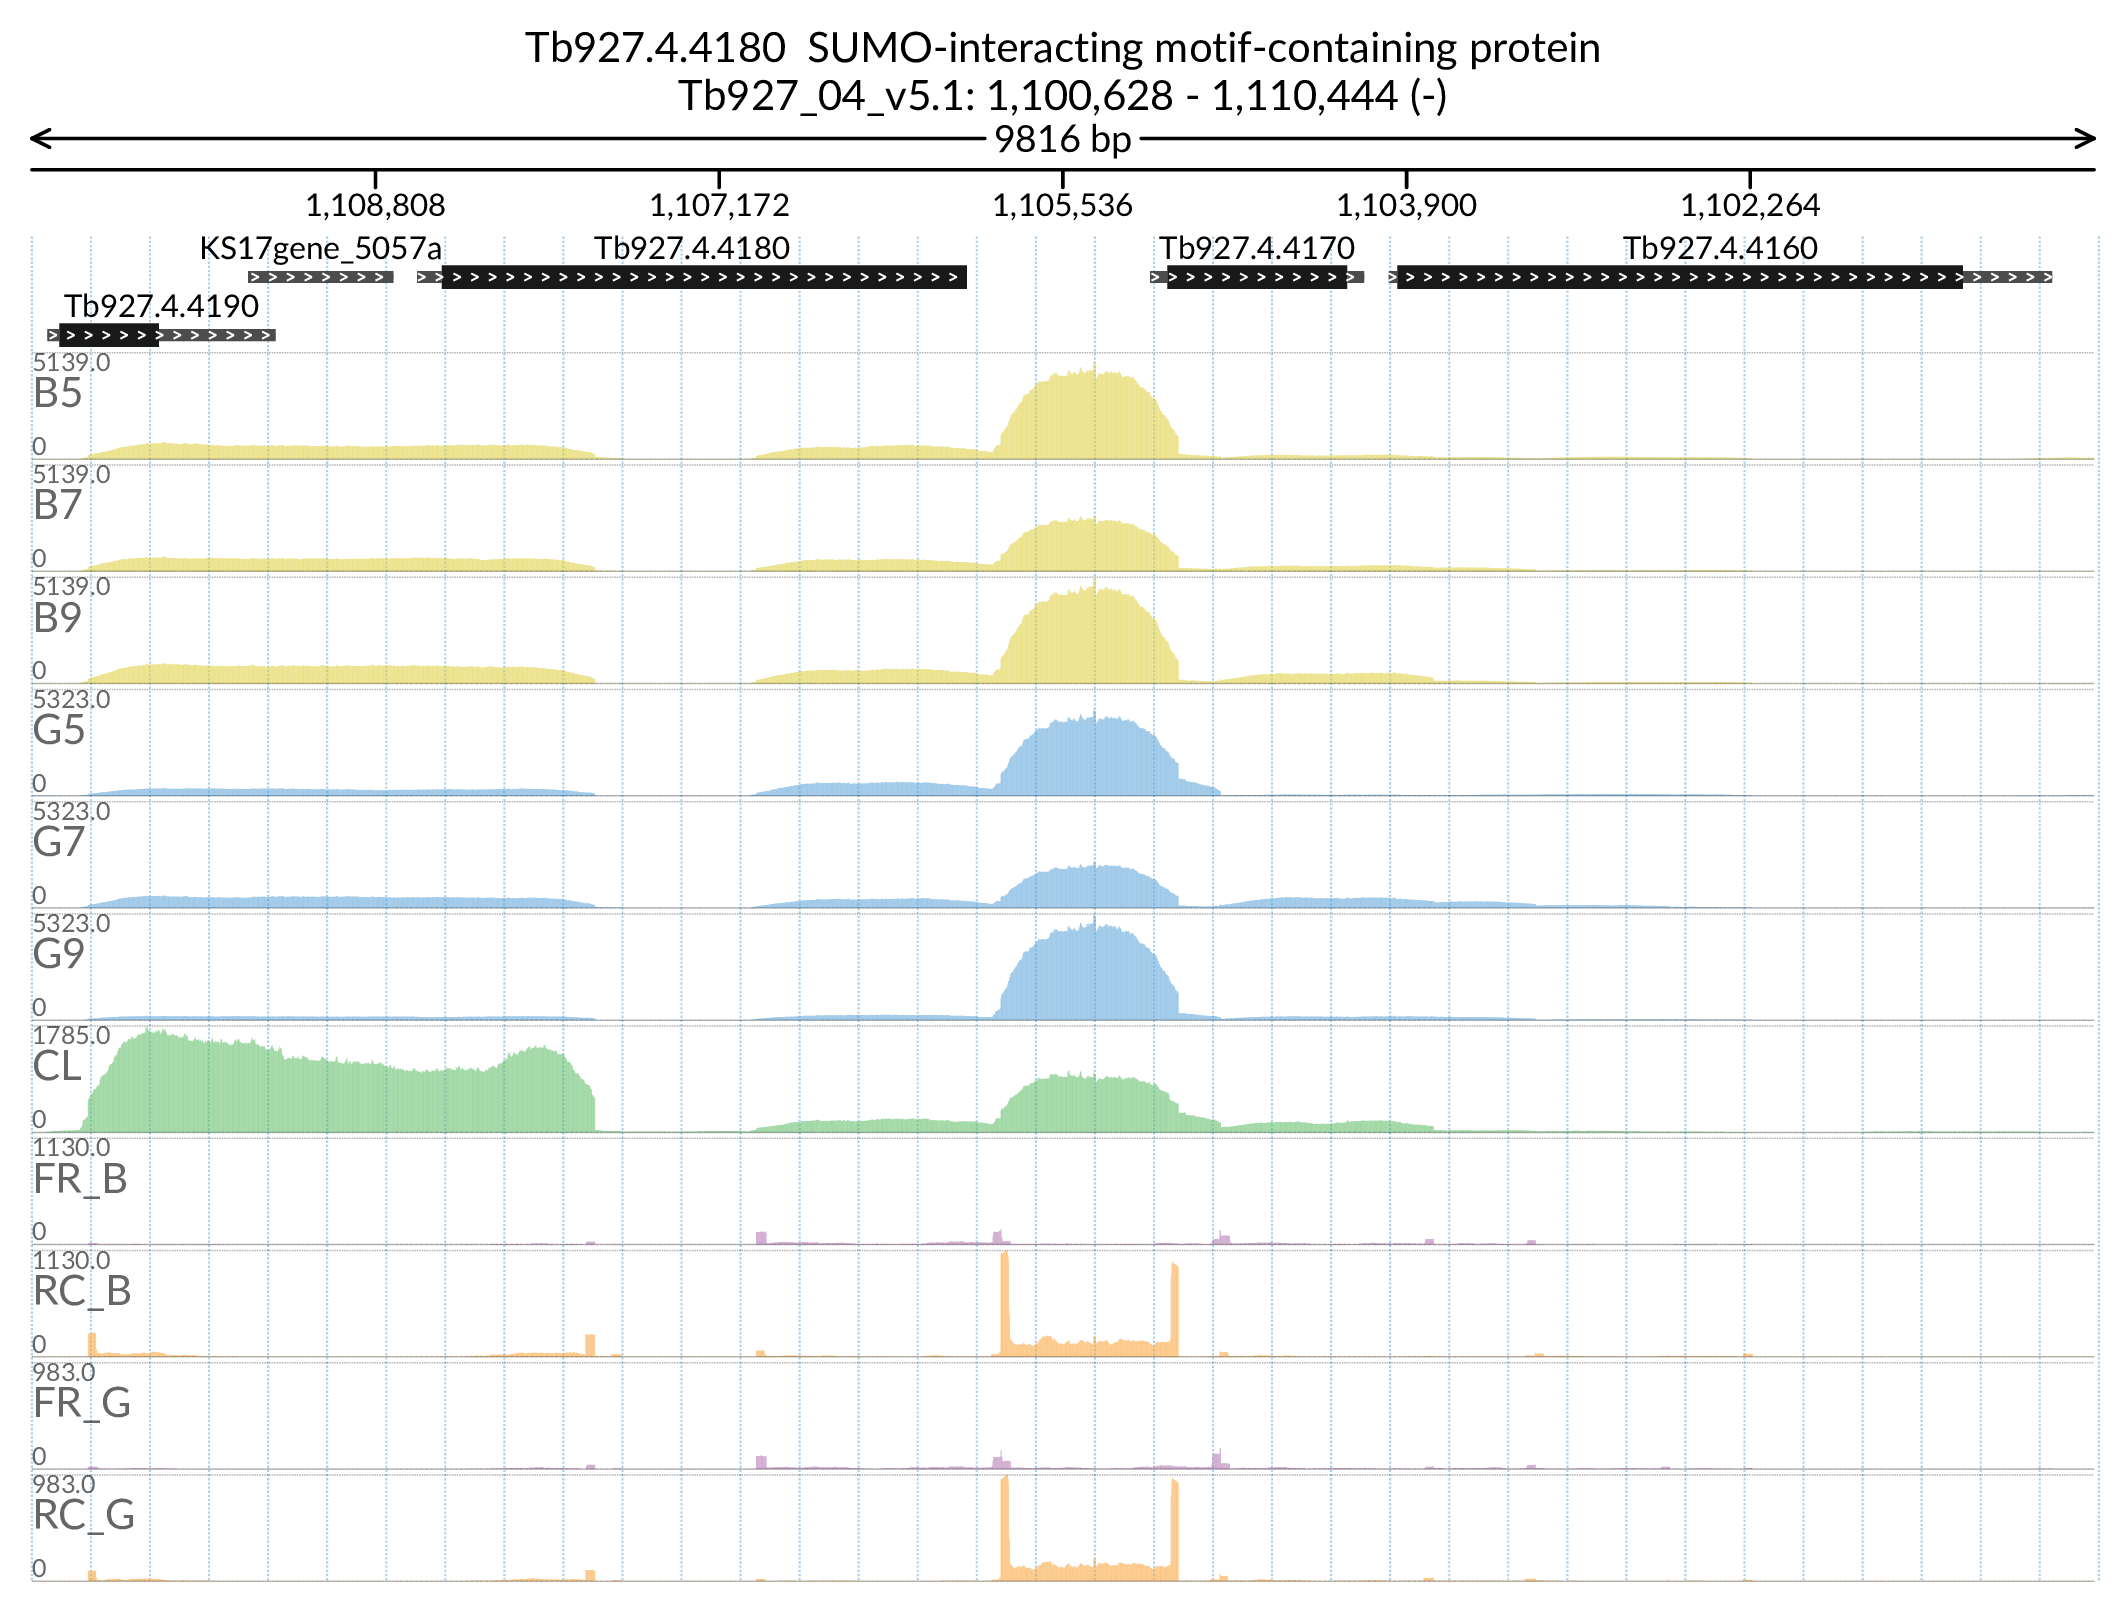 Tb927.4.4180  SUMO-interacting motif-containing protein
Tb927_04_v5.1: 1,100,628 - 1,110,444 (-)
9816 bp
1,108,808 1,107,172 1,105,536 1,103,900 1,102,264
KS17gene_5057a Tb927.4.4180 Tb927.4.4170 Tb927.4.4160
Tb927.4.4190
5139.0
B5
0
5139.0
B7
0
5139.0
B9
0
5323.0
G5
0
5323.0
G7
0
5323.0
G9
0
1785.0
CL
0
1130.0
FR_B
0
1130.0
RC_B
0
983.0
FR_G
0
983.0
RC_G
0